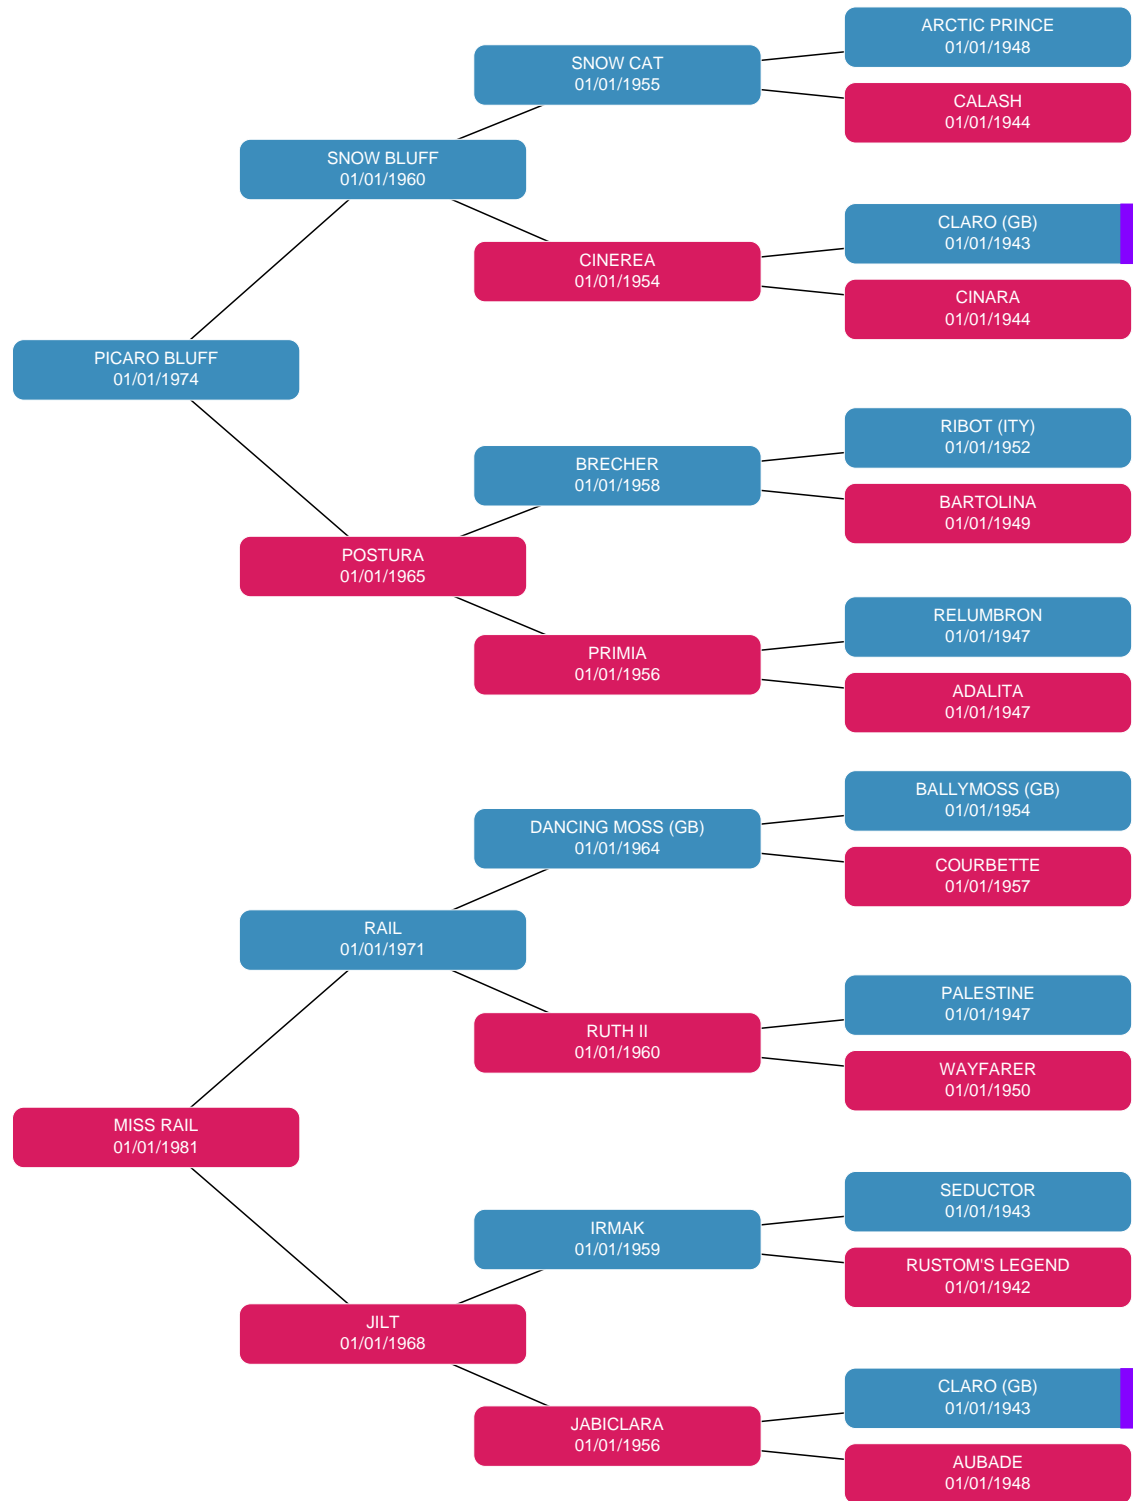 ARCTIC PRINCE
01/01/1948
SNOW CAT
01/01/1955
CALASH
01/01/1944
SNOW BLUFF
01/01/1960
CLARO (GB)
01/01/1943
CINEREA
01/01/1954
CINARA
01/01/1944
PICARO BLUFF
01/01/1974
RIBOT (ITY)
01/01/1952
BRECHER
01/01/1958
BARTOLINA
01/01/1949
POSTURA
01/01/1965
RELUMBRON
01/01/1947
PRIMIA
01/01/1956
ADALITA
01/01/1947
BALLYMOSS (GB)
01/01/1954
DANCING MOSS (GB)
01/01/1964
COURBETTE
01/01/1957
RAIL
01/01/1971
PALESTINE
01/01/1947
RUTH II
01/01/1960
WAYFARER
01/01/1950
MISS RAIL
01/01/1981
SEDUCTOR
01/01/1943
IRMAK
01/01/1959
RUSTOM'S LEGEND
01/01/1942
JILT
01/01/1968
CLARO (GB)
01/01/1943
JABICLARA
01/01/1956
AUBADE
01/01/1948